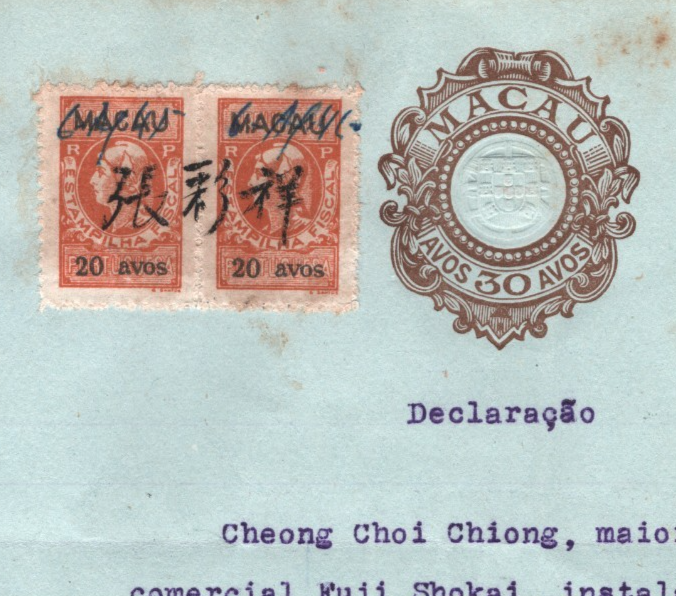 MACAU MACAU
R P R P
ESTAMPILHA FISCAL ESTAMPILHA FISCAL
張彩祥
20 avos 20 avos
MACAU
AVOS 30 AVOS
Declaração
Cheong Choi Chiong, maior
comercial Fuji Shokai, instala